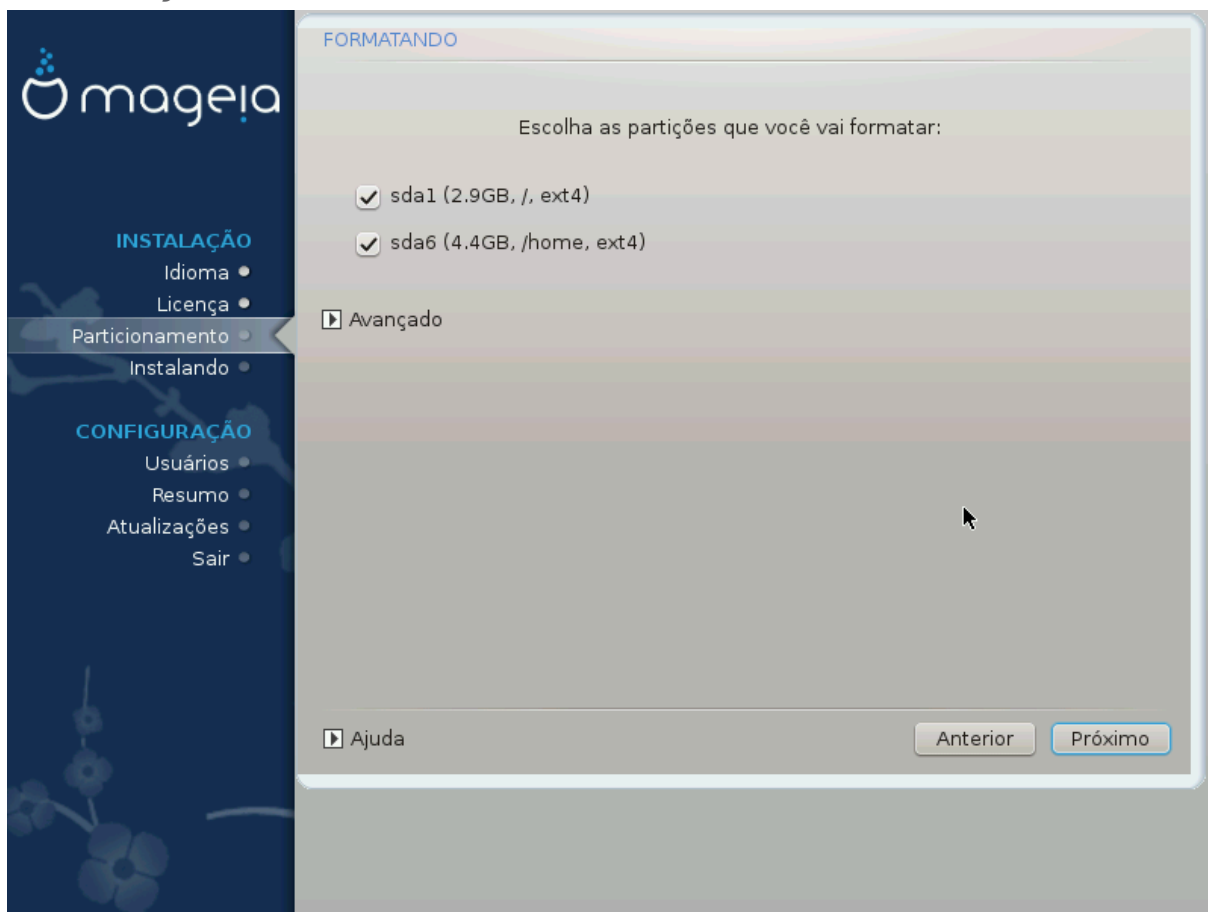 mageia
INSTALAÇÃO
Idioma
Licença
Particionamento
Instalando
CONFIGURAÇÃO
Usuários
Resumo
Atualizações
Sair
FORMATANDO
Escolha as partições que você vai formatar:
sda1 (2.9GB, /, ext4)
sda6 (4.4GB, /home, ext4)
Avançado
Ajuda
Anterior
Próximo